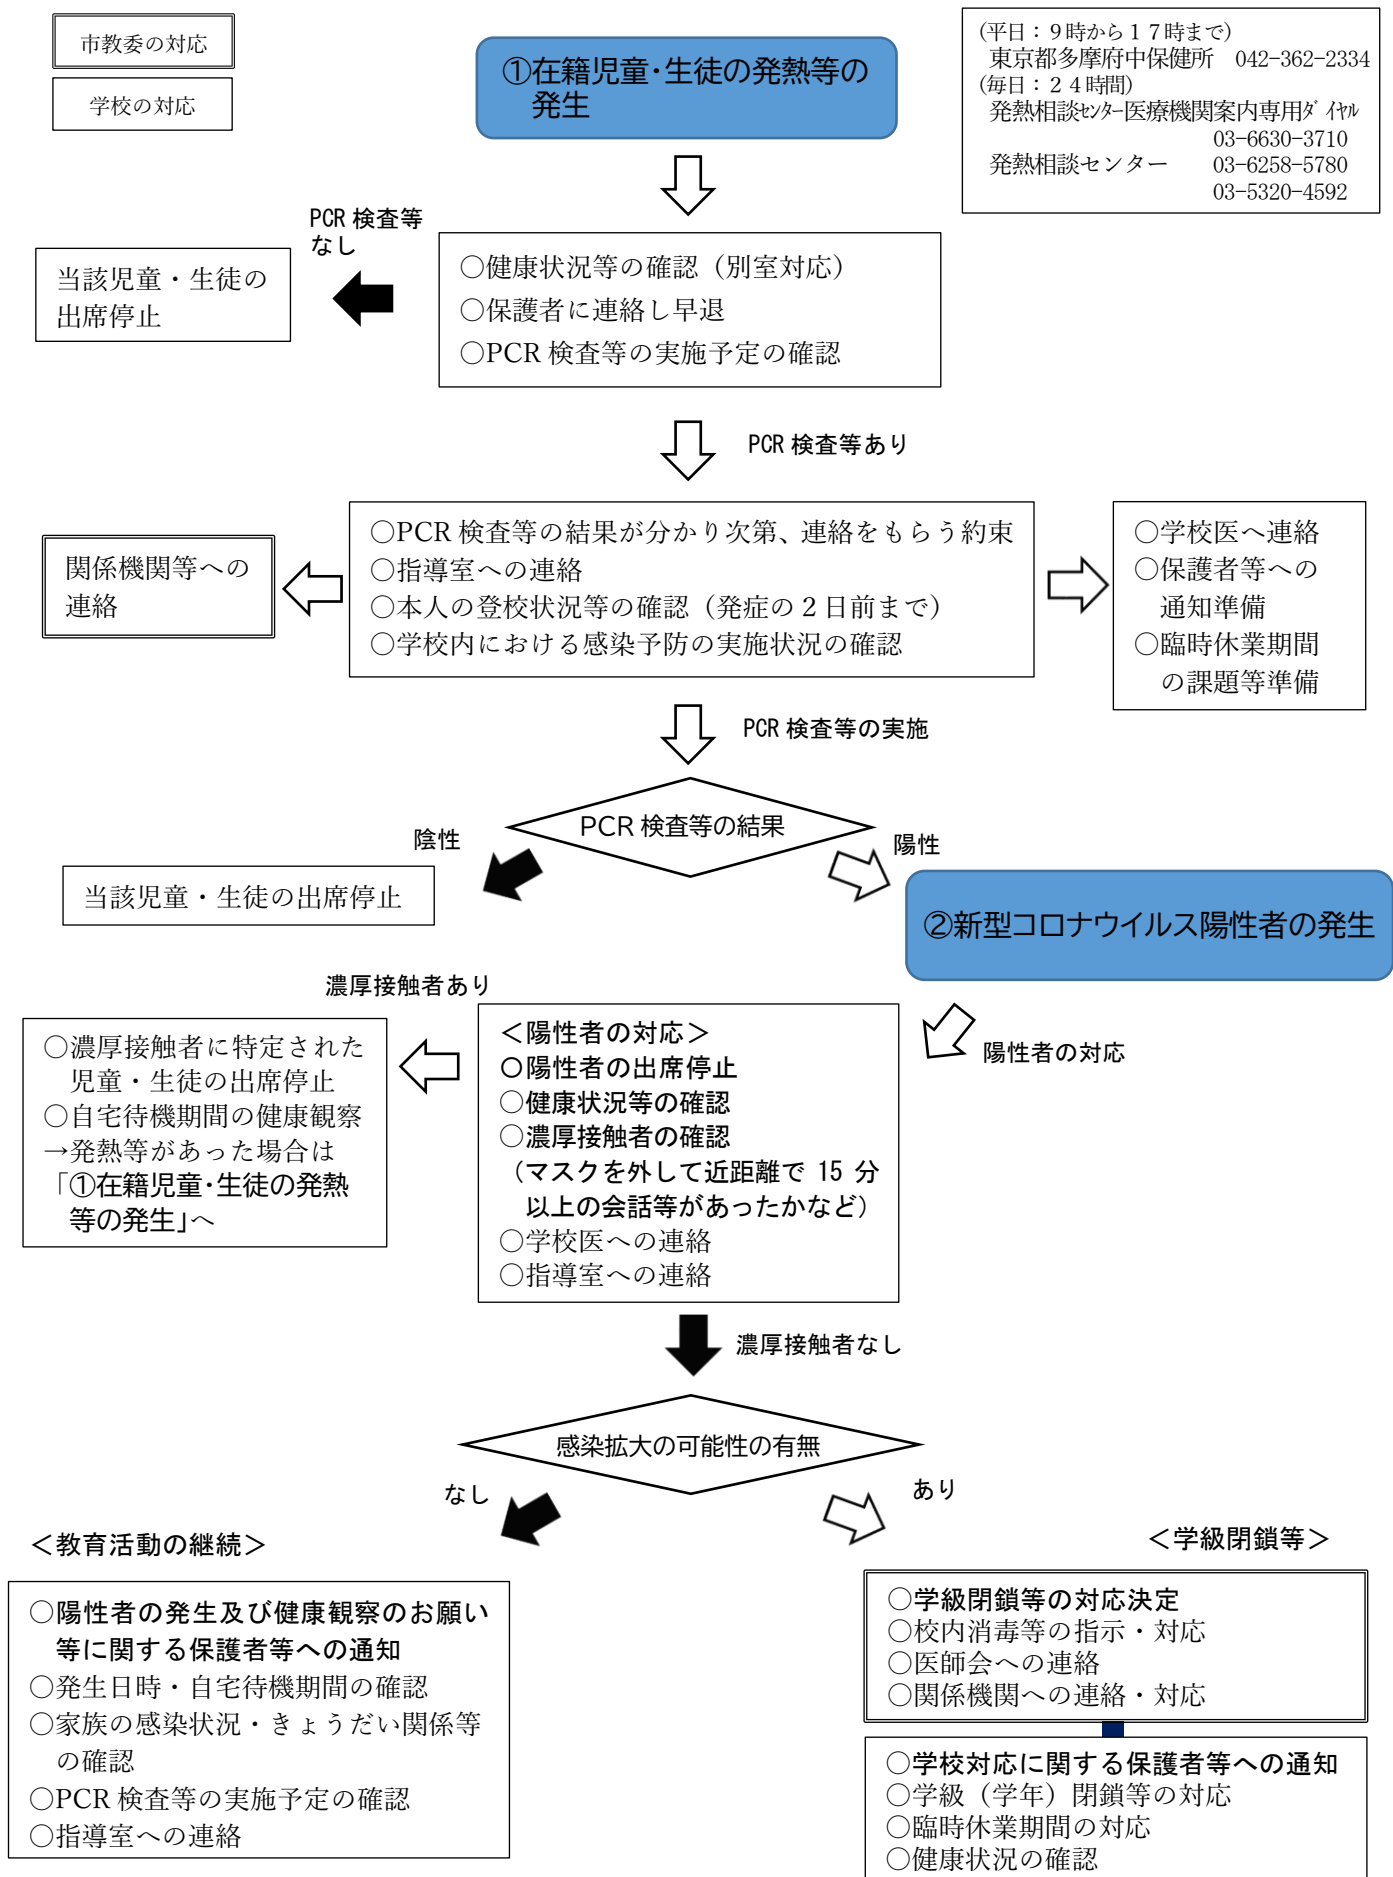 市教委の対応
学校の対応
①在籍児童・生徒の発熱等の
発生
(平日：９時から１７時まで)
東京都多摩府中保健所　042-362-2334
(毎日：２４時間)
発熱相談ｾﾝﾀｰ医療機関案内専用ﾀﾞｲﾔﾙ
03-6630-3710
発熱相談センター　03-6258-5780
03-5320-4592
PCR 検査等
なし
当該児童・生徒の
出席停止
○健康状況等の確認（別室対応）
○保護者に連絡し早退
○PCR 検査等の実施予定の確認
PCR 検査等あり
関係機関等への
連絡
○PCR 検査等の結果が分かり次第、連絡をもらう約束
○指導室への連絡
○本人の登校状況等の確認（発症の２日前まで）
○学校内における感染予防の実施状況の確認
○学校医へ連絡
○保護者等への
通知準備
○臨時休業期間
の課題等準備
PCR 検査等の実施
PCR 検査等の結果
陰性
陽性
当該児童・生徒の出席停止
②新型コロナウイルス陽性者の発生
濃厚接触者あり
○濃厚接触者に特定された
児童・生徒の出席停止
○自宅待機期間の健康観察
→発熱等があった場合は
「①在籍児童・生徒の発熱
等の発生」へ
＜陽性者の対応＞
○陽性者の出席停止
○健康状況等の確認
○濃厚接触者の確認
（マスクを外して近距離で 15 分
以上の会話等があったかなど）
○学校医への連絡
○指導室への連絡
陽性者の対応
濃厚接触者なし
感染拡大の可能性の有無
なし
あり
＜教育活動の継続＞
○陽性者の発生及び健康観察のお願い
等に関する保護者等への通知
○発生日時・自宅待機期間の確認
○家族の感染状況・きょうだい関係等
の確認
○PCR 検査等の実施予定の確認
○指導室への連絡
＜学級閉鎖等＞
○学級閉鎖等の対応決定
○校内消毒等の指示・対応
○医師会への連絡
○関係機関への連絡・対応
○学校対応に関する保護者等への通知
○学級（学年）閉鎖等の対応
○臨時休業期間の対応
○健康状況の確認